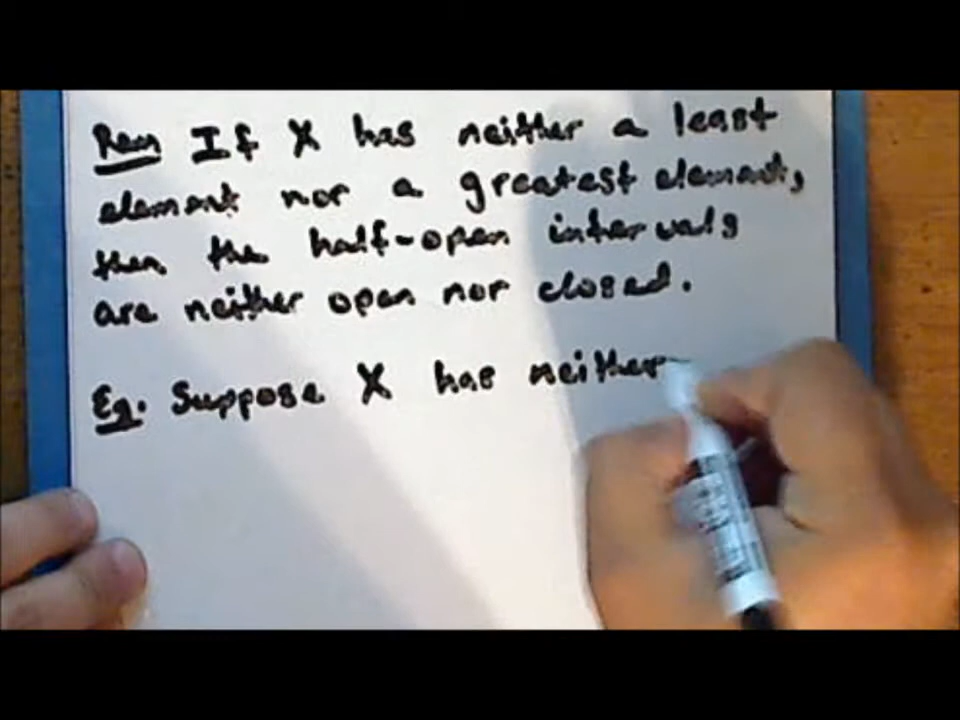 Rem If X has neither a least
element nor a greatest element,
then the half-open intervals
are neither open nor closed.
Eg. Suppose X has neither